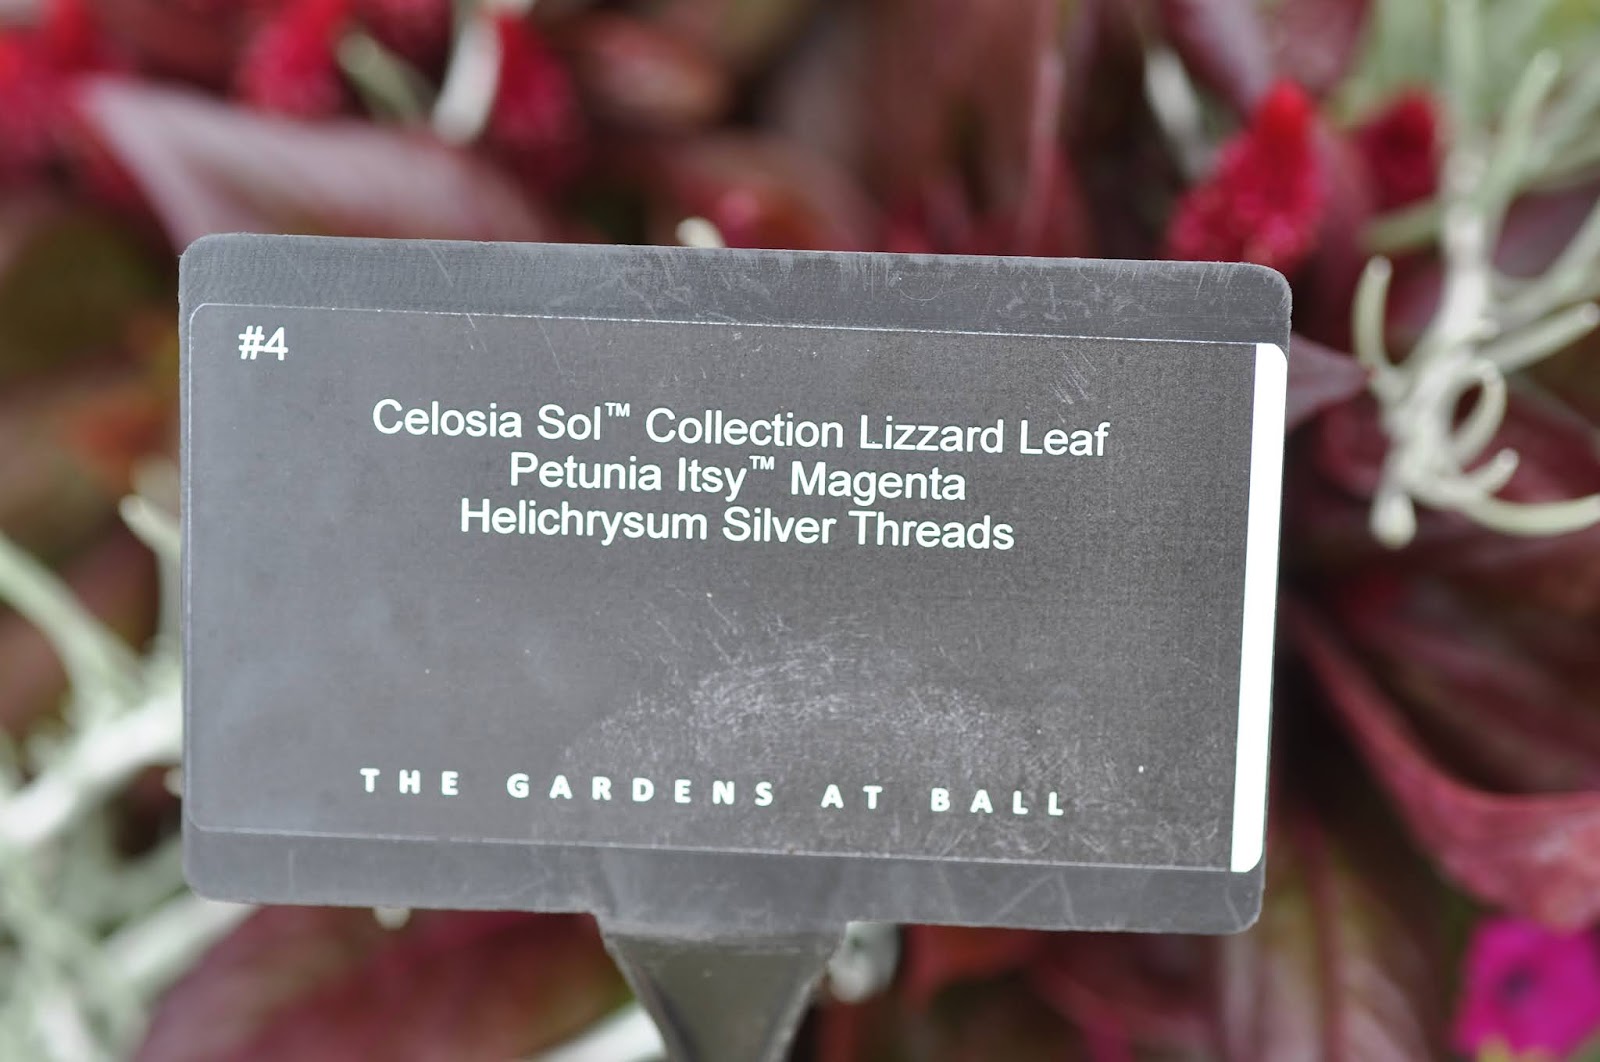 #4
Celosia Sol™ Collection Lizzard Leaf
Petunia Itsy™ Magenta
Helichrysum Silver Threads
THE GARDENS AT BALL